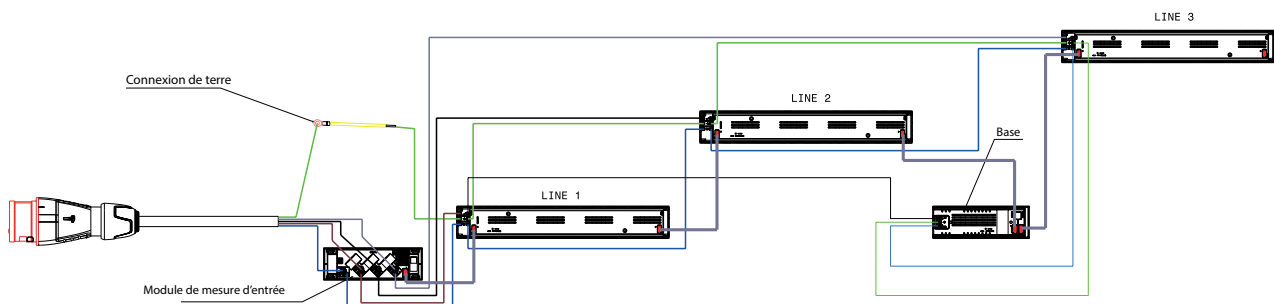 LINE 3
Connexion de terre
LINE 2
Base
LINE 1
Module de mesure d'entrée